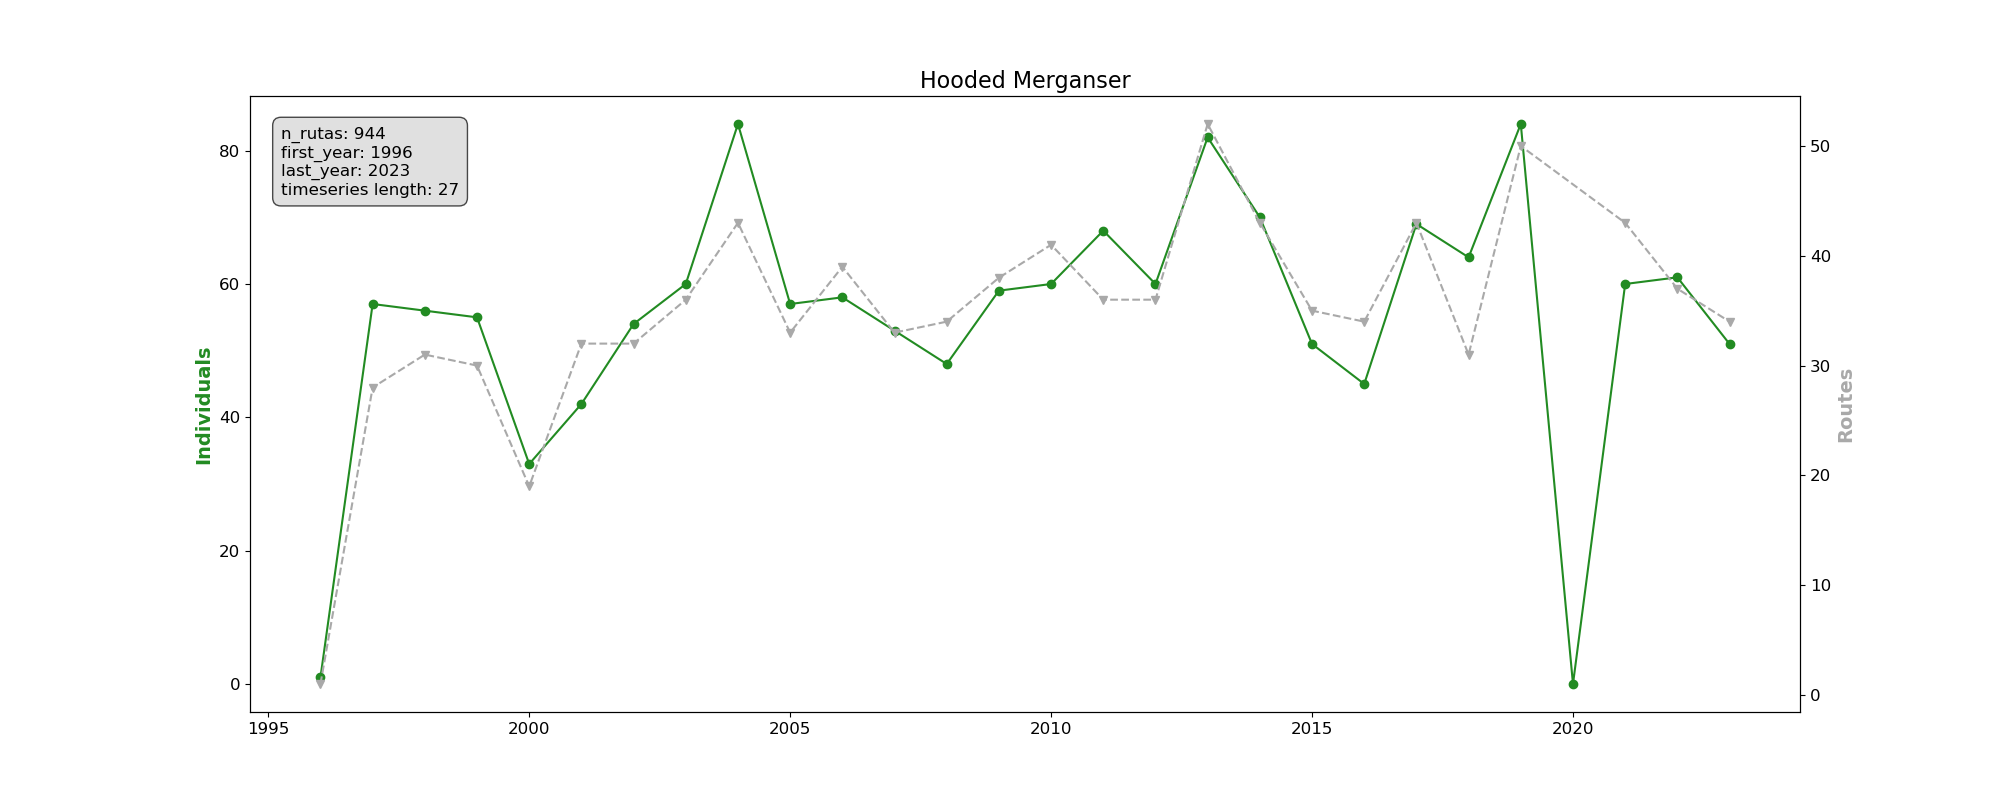 Hooded Merganser
n_rutas: 944
first_year: 1996
last_year: 2023
timeseries length: 27
80
60
40
20
0
Individuals
50
40
30
20
10
0
Routes
1995 2000 2005 2010 2015 2020